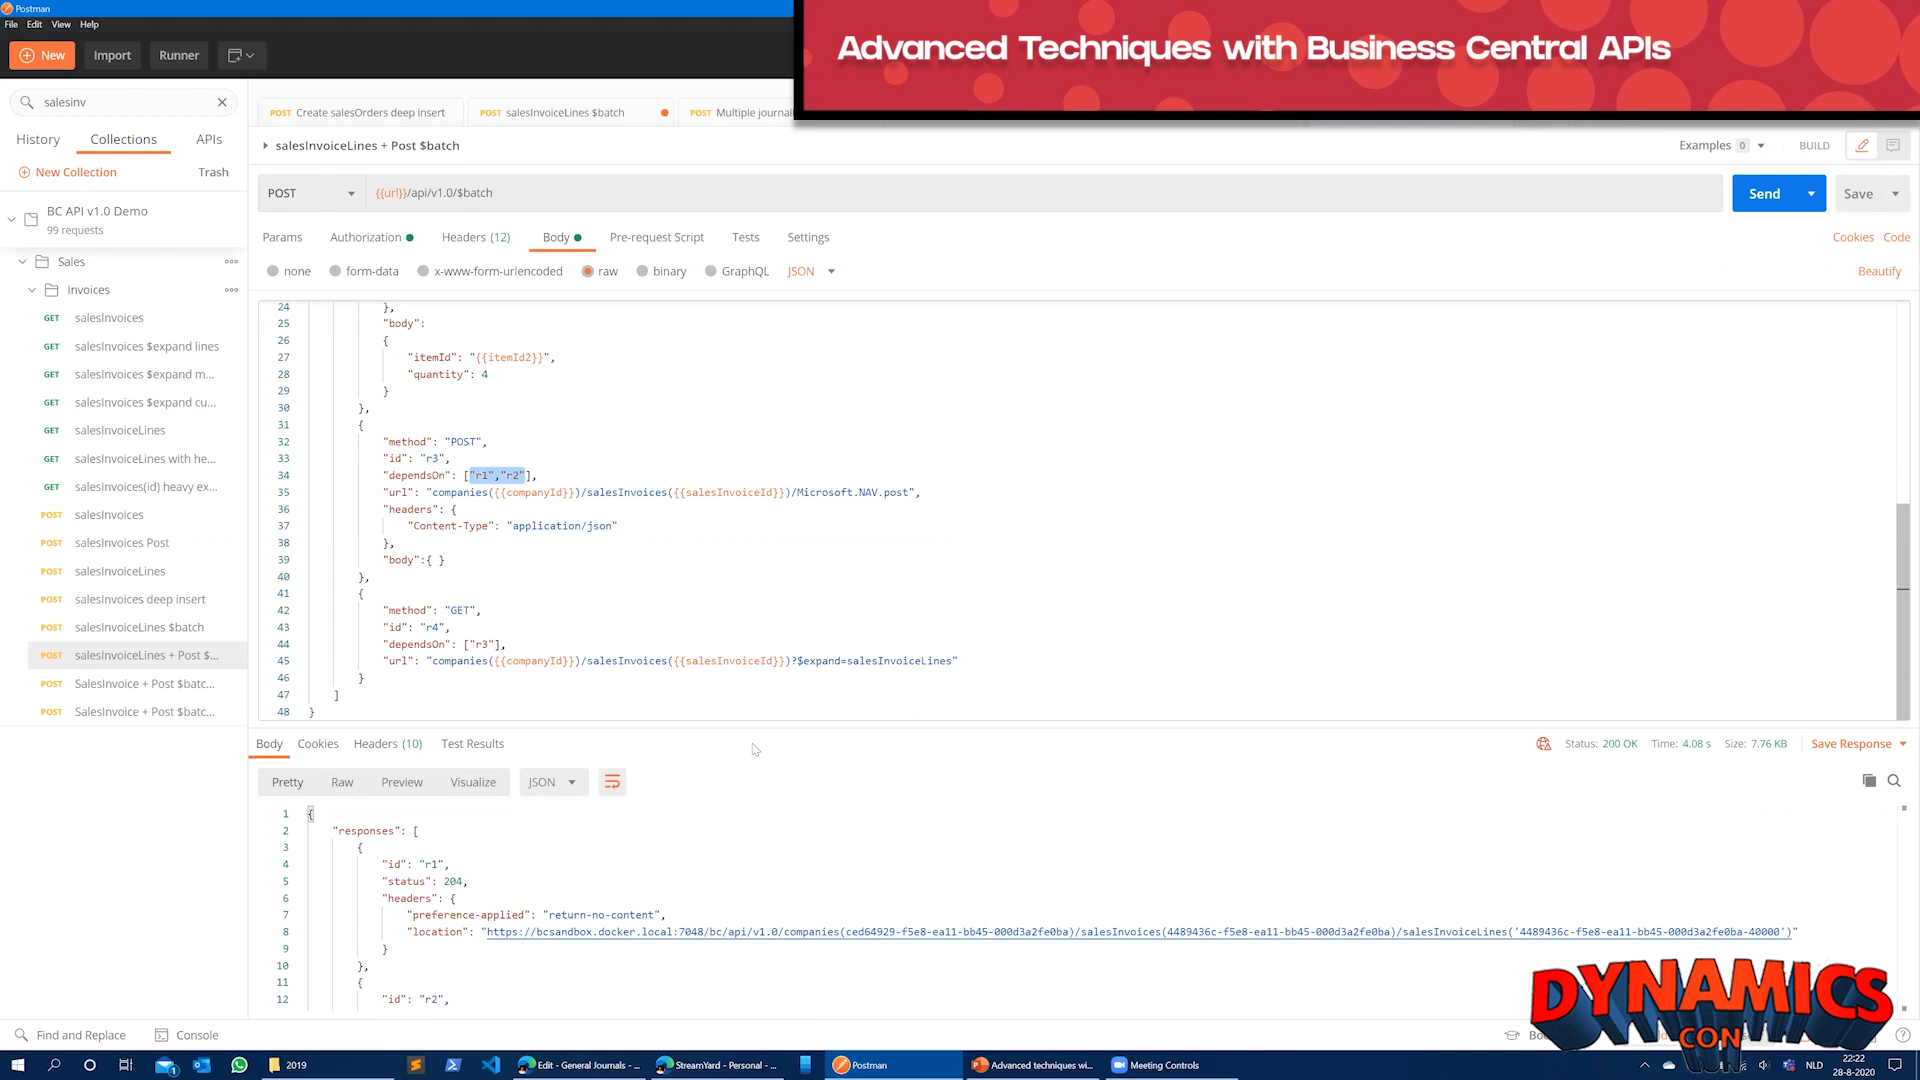 Postman
File Edit View Help
Advanced Techniques with Business Central APIs
New Import Runner
salesinv
History Collections APIs
New Collection Trash
BC API v1.0 Demo
99 requests
Sales
Invoices
GET salesInvoices
GET salesInvoices $expand lines
GET salesInvoices $expand m...
GET salesInvoices $expand cu...
GET salesInvoiceLines
GET salesInvoiceLines with he...
GET salesInvoices(id) heavy ex...
POST salesInvoices
POST salesInvoices Post
POST salesInvoiceLines
POST salesInvoices deep insert
POST salesInvoiceLines $batch
POST salesInvoiceLines + Post $...
POST SalesInvoice + Post $batc...
POST SalesInvoice + Post $batc...
POST Create salesOrders deep insert POST salesInvoiceLines $batch POST Multiple journal
salesInvoiceLines + Post $batch Examples 0 BUILD
POST {{url}}/api/v1.0/$batch Send Save
Params Authorization Headers (12) Body Pre-request Script Tests Settings Cookies Code
none form-data x-www-form-urlencoded raw binary GraphQL JSON Beautify
24 },
25 "body":
26 {
27 "itemId": "{{itemId2}}",
28 "quantity": 4
29 }
30 },
31 {
32 "method": "POST",
33 "id": "r3",
34 "dependsOn": ["r1","r2"],
35 "url": "companies({{companyId}})/salesInvoices({{salesInvoiceId}})/Microsoft.NAV.post",
36 "headers": {
37 "Content-Type": "application/json"
38 },
39 "body":{ }
40 },
41 {
42 "method": "GET",
43 "id": "r4",
44 "dependsOn": ["r3"],
45 "url": "companies({{companyId}})/salesInvoices({{salesInvoiceId}})?$expand=salesInvoiceLines"
46 }
47 ]
48 }
Body Cookies Headers (10) Test Results Status: 200 OK Time: 4.08 s Size: 7.76 KB Save Response
Pretty Raw Preview Visualize JSON
1 {
2 "responses": [
3 {
4 "id": "r1",
5 "status": 204,
6 "headers": {
7 "preference-applied": "return-no-content",
8 "location": "https://bcsandbox.docker.local:7048/bc/api/v1.0/companies(ced64929-f5e8-ea11-bb45-000d3a2fe0ba)/salesInvoices(4489436c-f5e8-ea11-bb45-000d3a2fe0ba)/salesInvoiceLines('4489436c-f5e8-ea11-bb45-000d3a2fe0ba-40000')"
9 }
10 },
11 {
12 "id": "r2",
DYNAMICS
CON
Find and Replace Console
2019 Edit - General Journals - ... StreamYard - Personal - ... Postman Advanced techniques wi... Meeting Controls NLD 22:22
28-8-2020